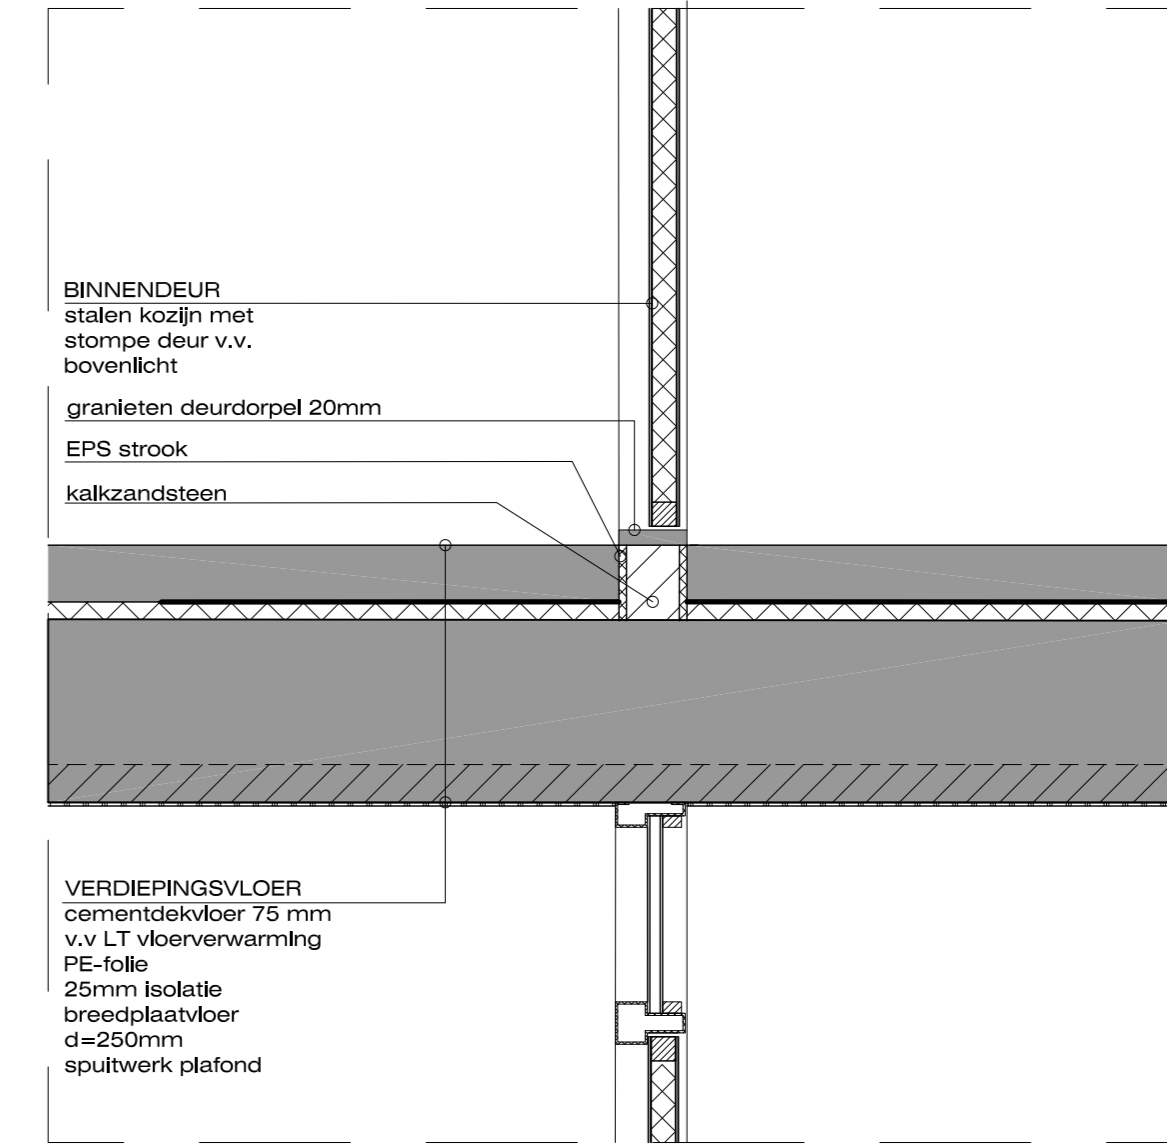 BINNENDEUR
stalen kozijn met
stompe deur v.v.
bovenlicht
granieten deurdorpel 20mm
EPS strook
kalkzandsteen
VERDIEPINGSVLOER
cementdekvloer 75 mm
v.v LT vloerverwarming
PE-folie
25mm isolatie
breedplaatvloer
d=250mm
spuitwerk plafond